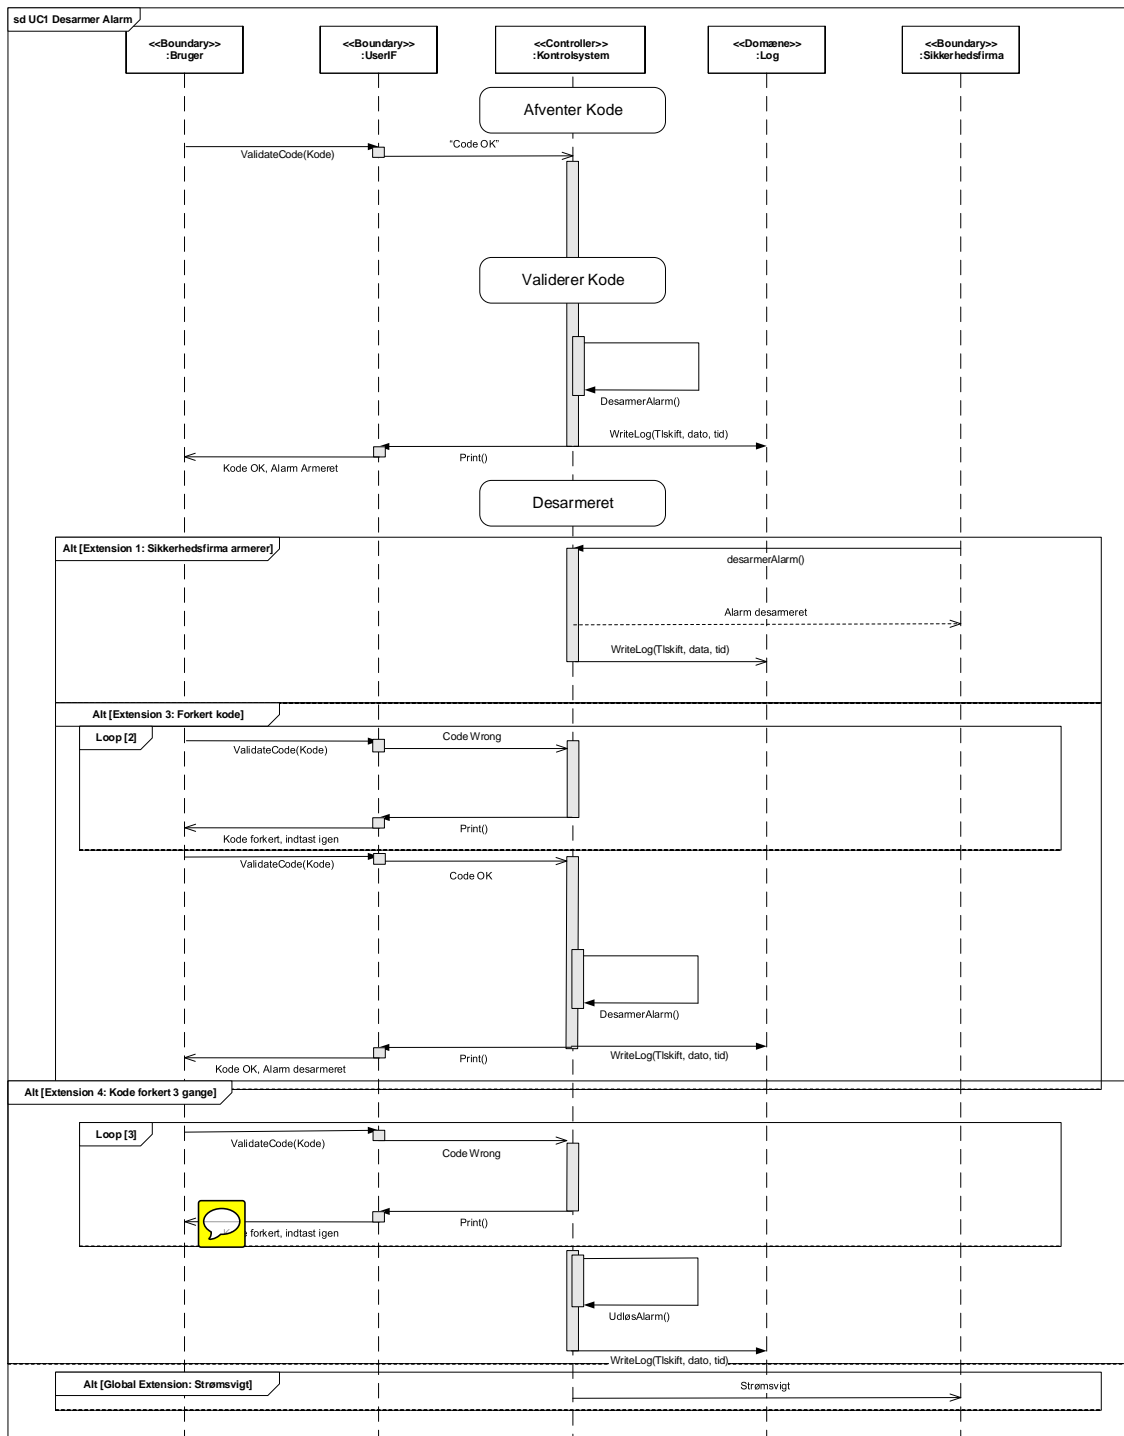 sd UC1 Desarmer Alarm
<<Boundary>>
:Bruger
<<Boundary>>
:UserIF
<<Controller>>
:Kontrolsystem
<<Domæne>>
:Log
<<Boundary>>
:Sikkerhedsfirma
Afventer Kode
ValidateCode(Kode)
“Code OK”
Validerer Kode
DesarmerAlarm()
WriteLog(TIskift, dato, tid)
Print()
Kode OK, Alarm Armeret
Desarmeret
Alt [Extension 1: Sikkerhedsfirma armerer]
desarmerAlarm()
Alarm desarmeret
WriteLog(TIskift, data, tid)
Alt [Extension 3: Forkert kode]
Loop [2]
ValidateCode(Kode)
Code Wrong
Print()
Kode forkert, indtast igen
ValidateCode(Kode)
Code OK
DesarmerAlarm()
WriteLog(TIskift, dato, tid)
Print()
Kode OK, Alarm desarmeret
Alt [Extension 4: Kode forkert 3 gange]
Loop [3]
ValidateCode(Kode)
Code Wrong
Print()
forkert, indtast igen
UdløsAlarm()
WriteLog(TIskift, dato, tid)
Alt [Global Extension: Strømsvigt]
Strømsvigt